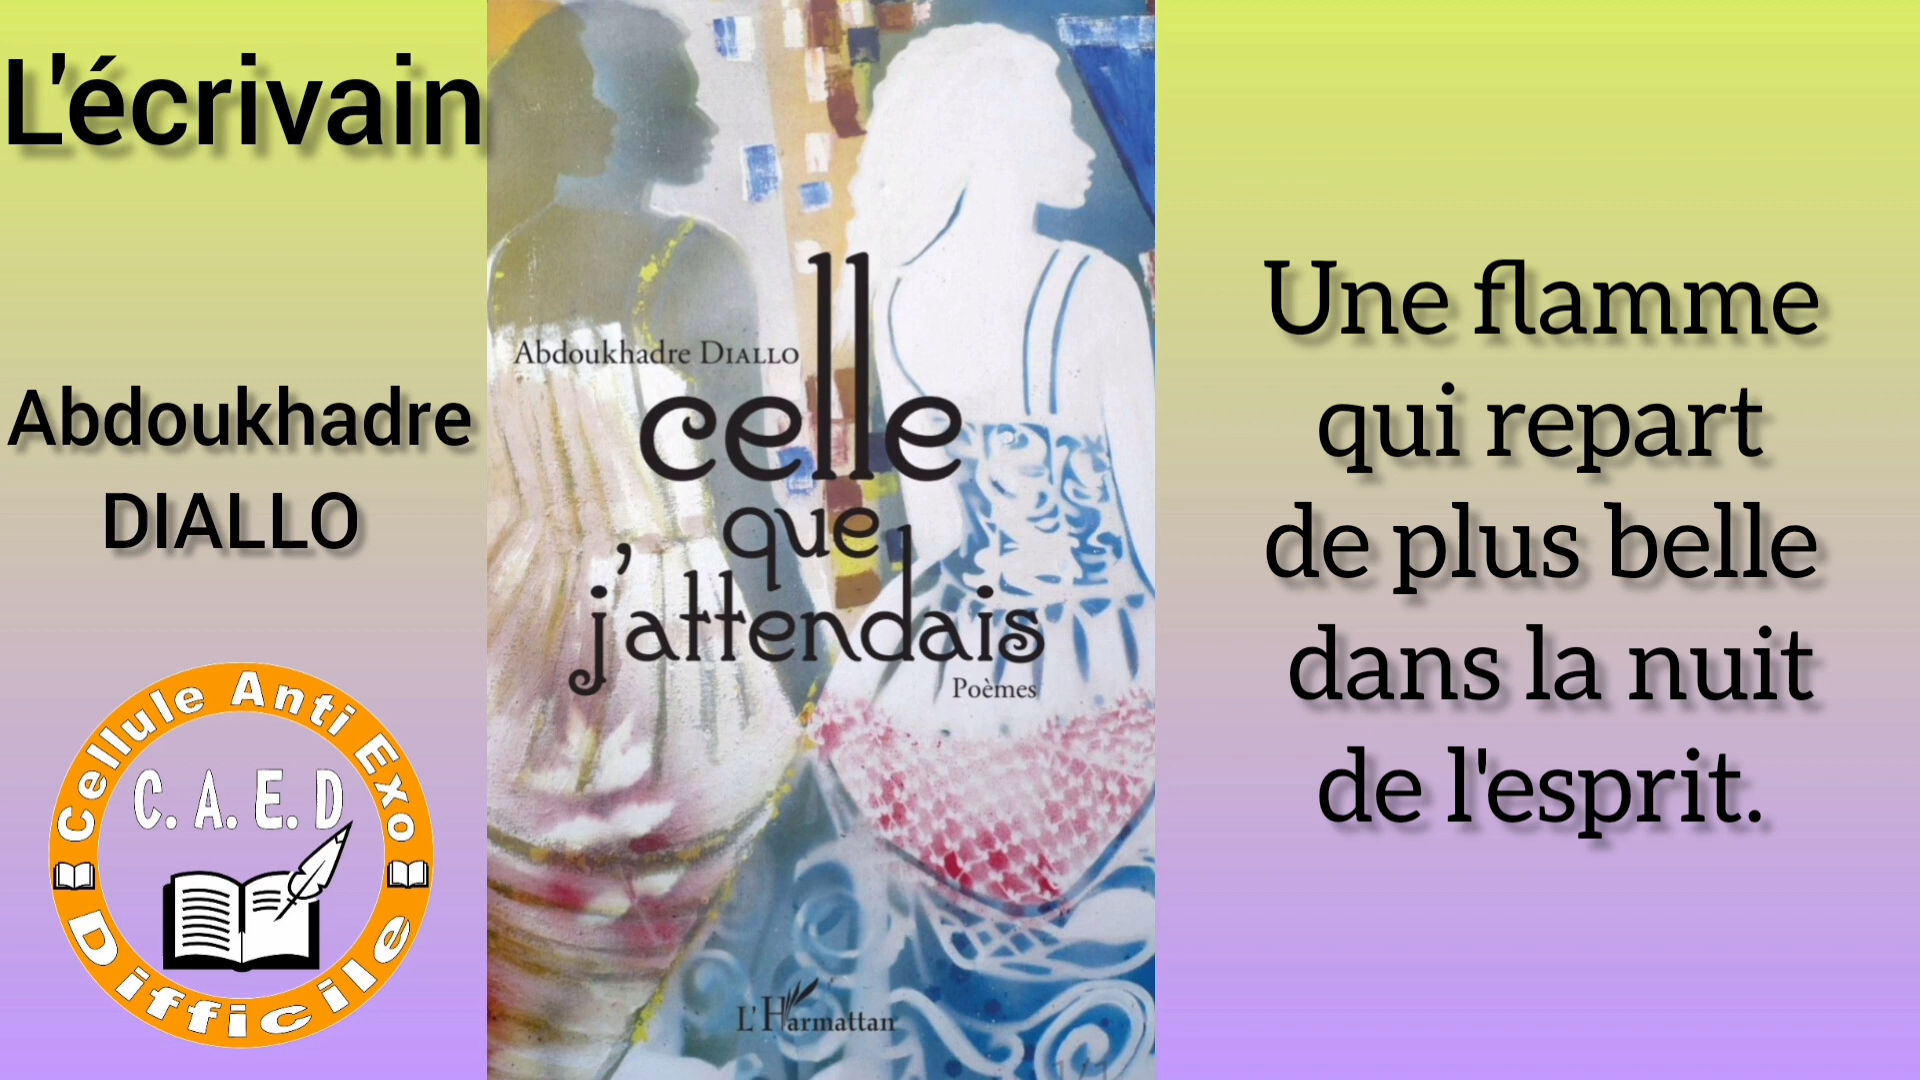 L'écrivain
Abdoukhadre
DIALLO
Cellule Anti Exo
C. A. E. D
Difficile
Abdoukhadre DIALLO
celle
que
j'attendais
Poèmes
L'Harmattan
Une flamme
qui repart
de plus belle
dans la nuit
de l'esprit.